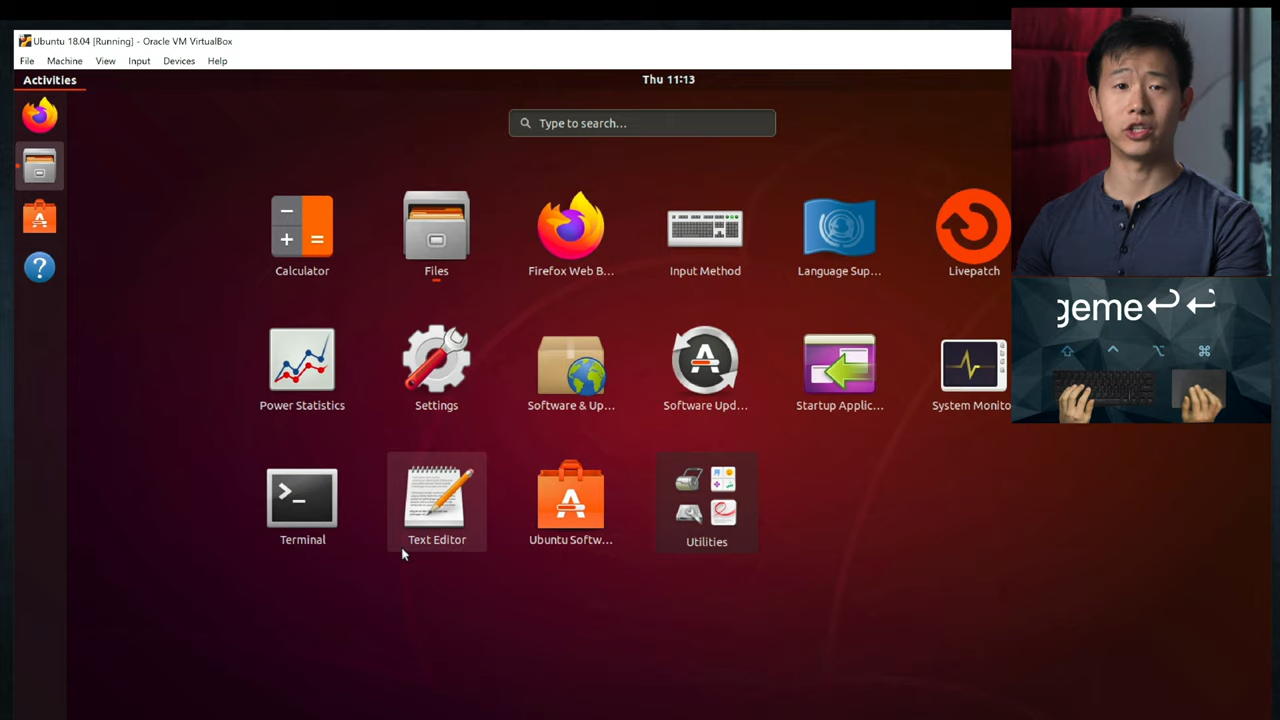 Ubuntu 18.04 [Running] - Oracle VM VirtualBox
File Machine View Input Devices Help
Activities
Thu 11:13
Type to search...
Calculator
Files
Firefox Web B...
Input Method
Language Sup...
Livepatch
Power Statistics
Settings
Software & Up...
Software Upd...
Startup Applic...
System Monito
Terminal
Text Editor
Ubuntu Softw...
Utilities
geme↩↩
⇧ ⌃ ⌥ ⌘